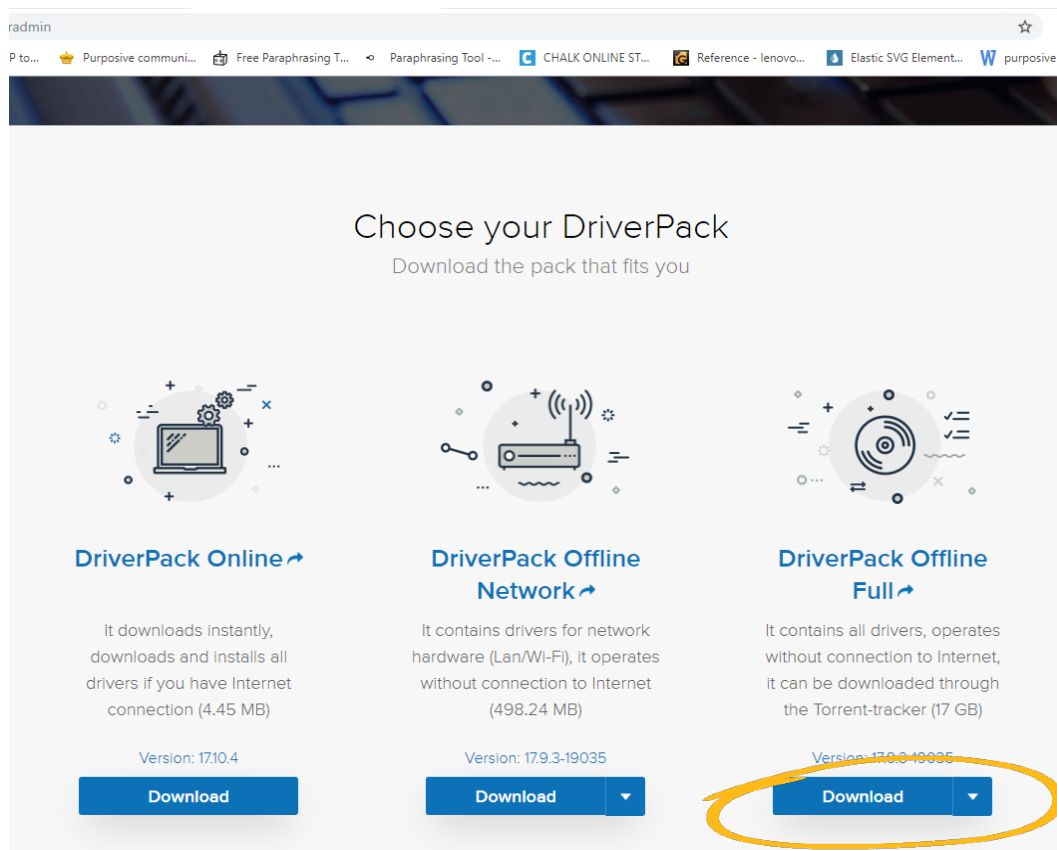 radmin
P to...
Purposive communi...
Free Paraphrasing T...
Paraphrasing Tool -...
CHALK ONLINE ST...
Reference - lenovo...
Elastic SVG Element...
purposive
Choose your DriverPack
Download the pack that fits you
DriverPack Online
It downloads instantly,
downloads and installs all
drivers if you have Internet
connection (4.45 MB)
Version: 17.10.4
Download
DriverPack Offline
Network
It contains drivers for network
hardware (Lan/Wi-Fi), it operates
without connection to Internet
(498.24 MB)
Version: 17.9.3-19035
Download
DriverPack Offline
Full
It contains all drivers, operates
without connection to Internet,
it can be downloaded through
the Torrent-tracker (17 GB)
Version: 17.9.3-19035
Download